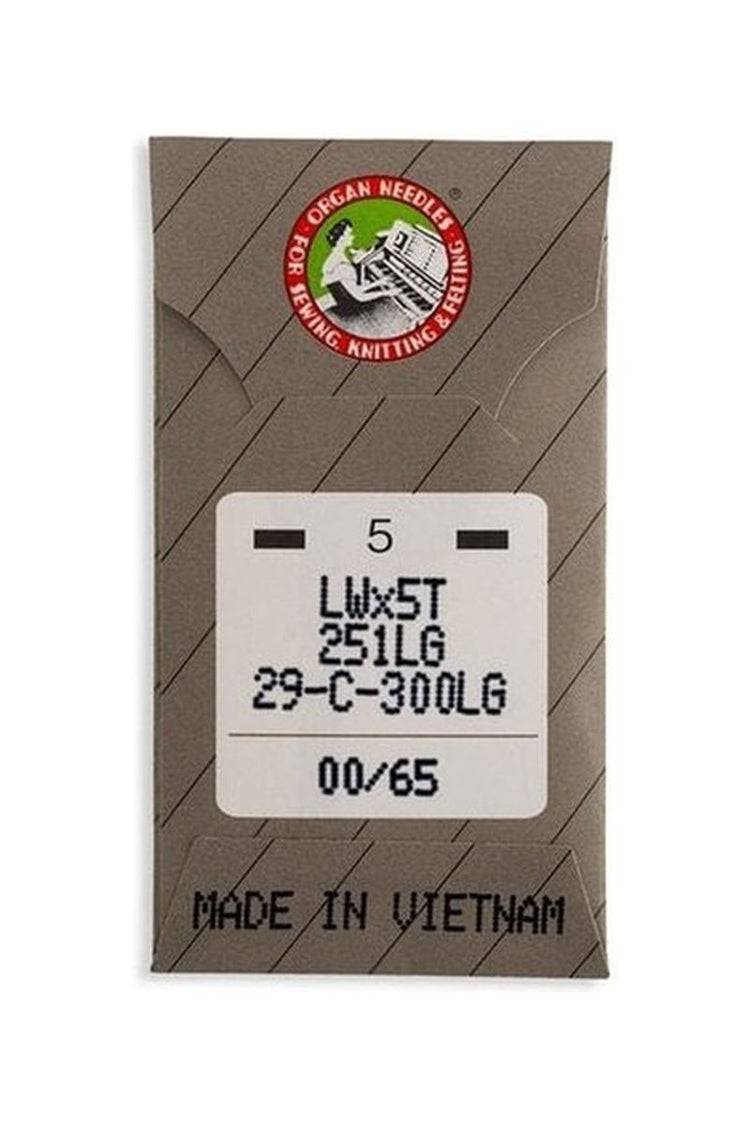 ORGAN NEEDLES ®
· FOR SEWING, KNITTING & FELTING ·
5
LWx5T
251LG
29-C-300LG
00/65
MADE IN VIETNAM